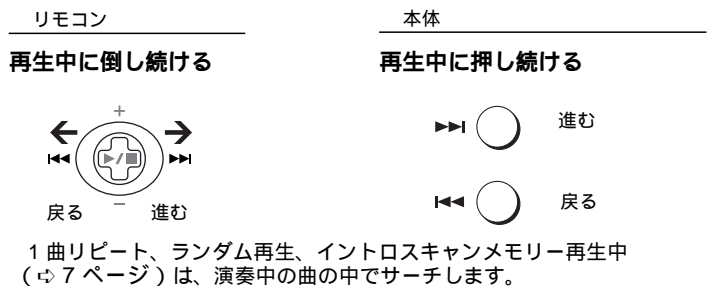 リモコン
本体
再生中に倒し続ける
再生中に押し続ける
+
▶/■
−
戻る
進む
進む
戻る
1曲リピート、ランダム再生、イントロスキャンメモリー再生中
(➪ 7 ページ)は、演奏中の曲の中でサーチします。